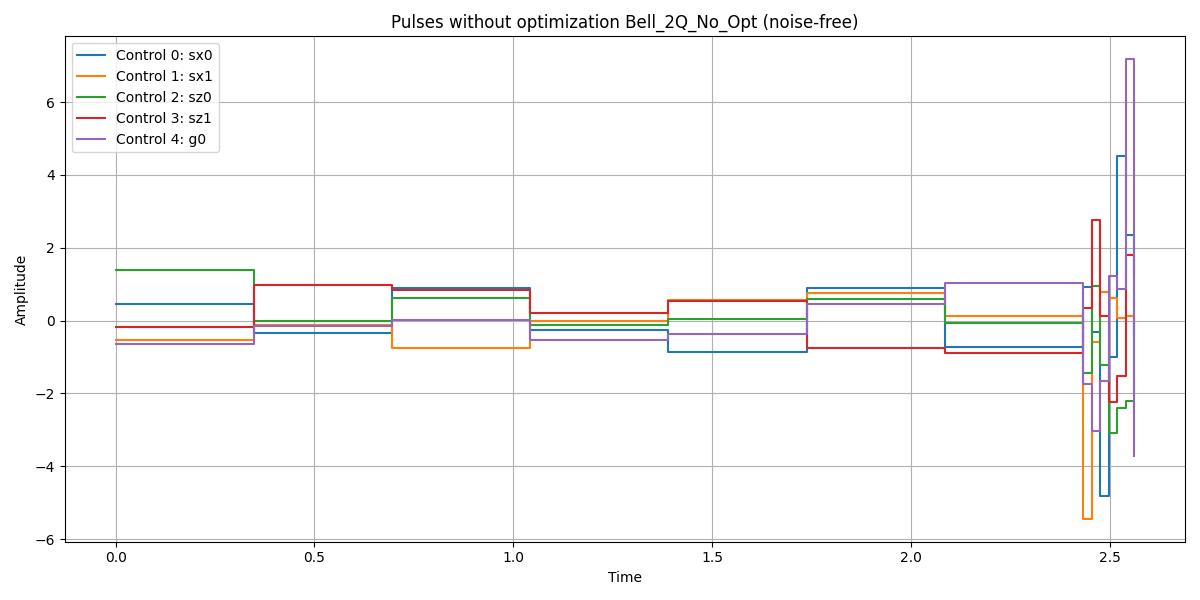 Pulses without optimization Bell_2Q_No_Opt (noise-free)
Control 0: sx0
Control 1: sx1
Control 2: sz0
Control 3: sz1
Control 4: g0
Amplitude
6
4
2
0
−2
−4
−6
0.0 0.5 1.0 1.5 2.0 2.5
Time